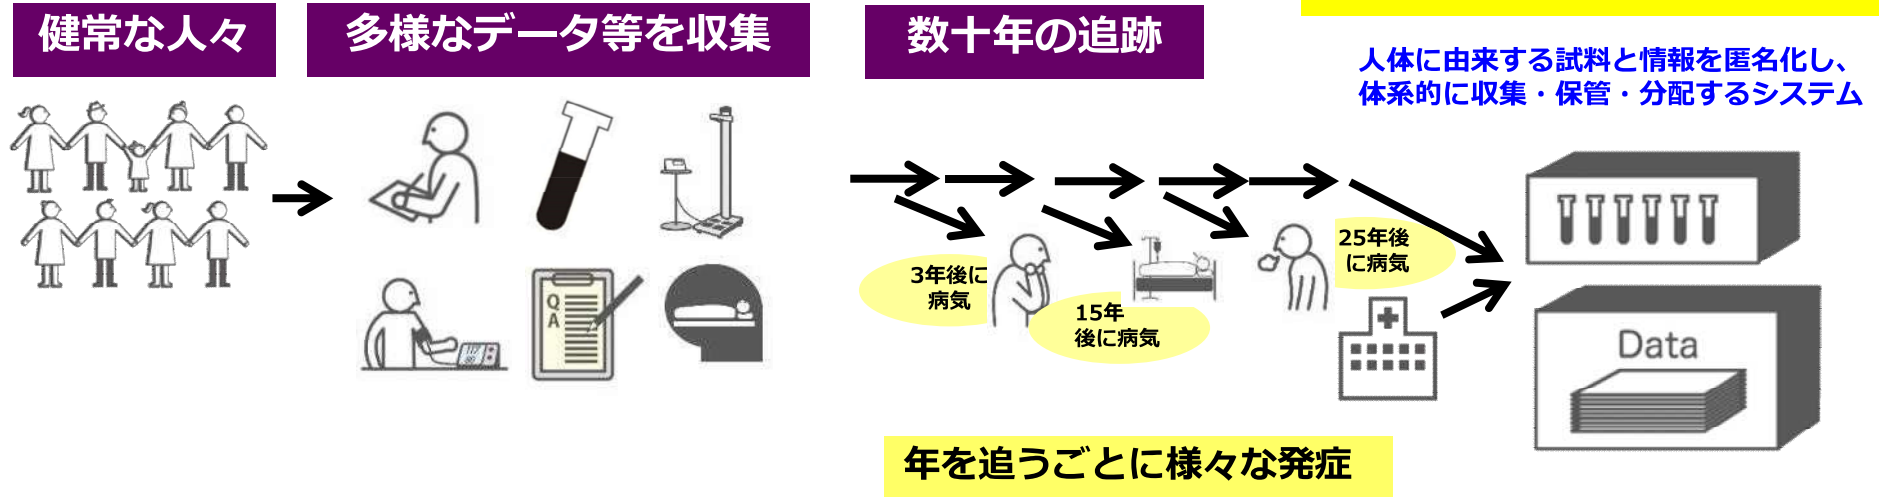 健常な人々
多様なデータ等を収集
数十年の追跡
人体に由来する試料と情報を匿名化し、
体系的に収集・保管・分配するシステム
Q
A
3年後に
病気
15年
後に病気
25年後
に病気
Data
年を追うごとに様々な発症